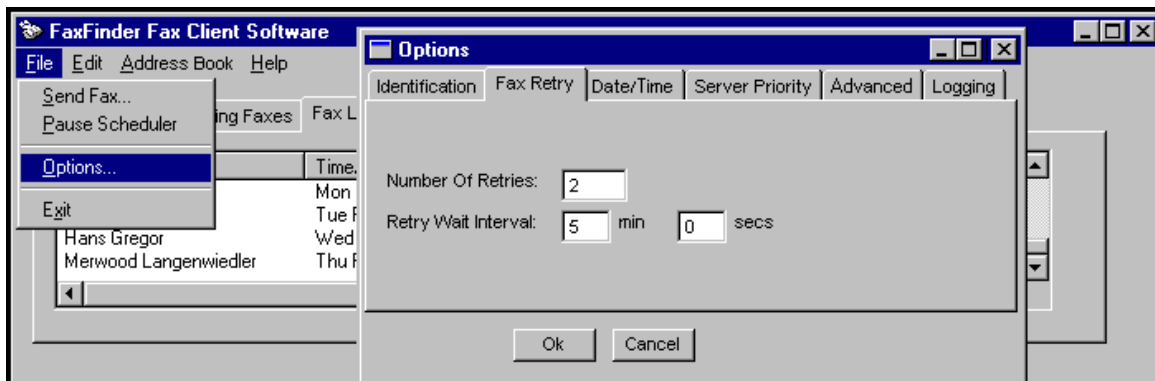 FaxFinder Fax Client Software
File Edit Address Book Help
Send Fax...
Pause Scheduler
Options...
Exit
ing Faxes Fax L
Time
Mon
Tue F
Hans Gregor Wed
Merwood Langenwiedler Thu F
Options
Identification Fax Retry Date/Time Server Priority Advanced Logging
Number Of Retries: 2
Retry Wait Interval: 5 min 0 secs
Ok Cancel